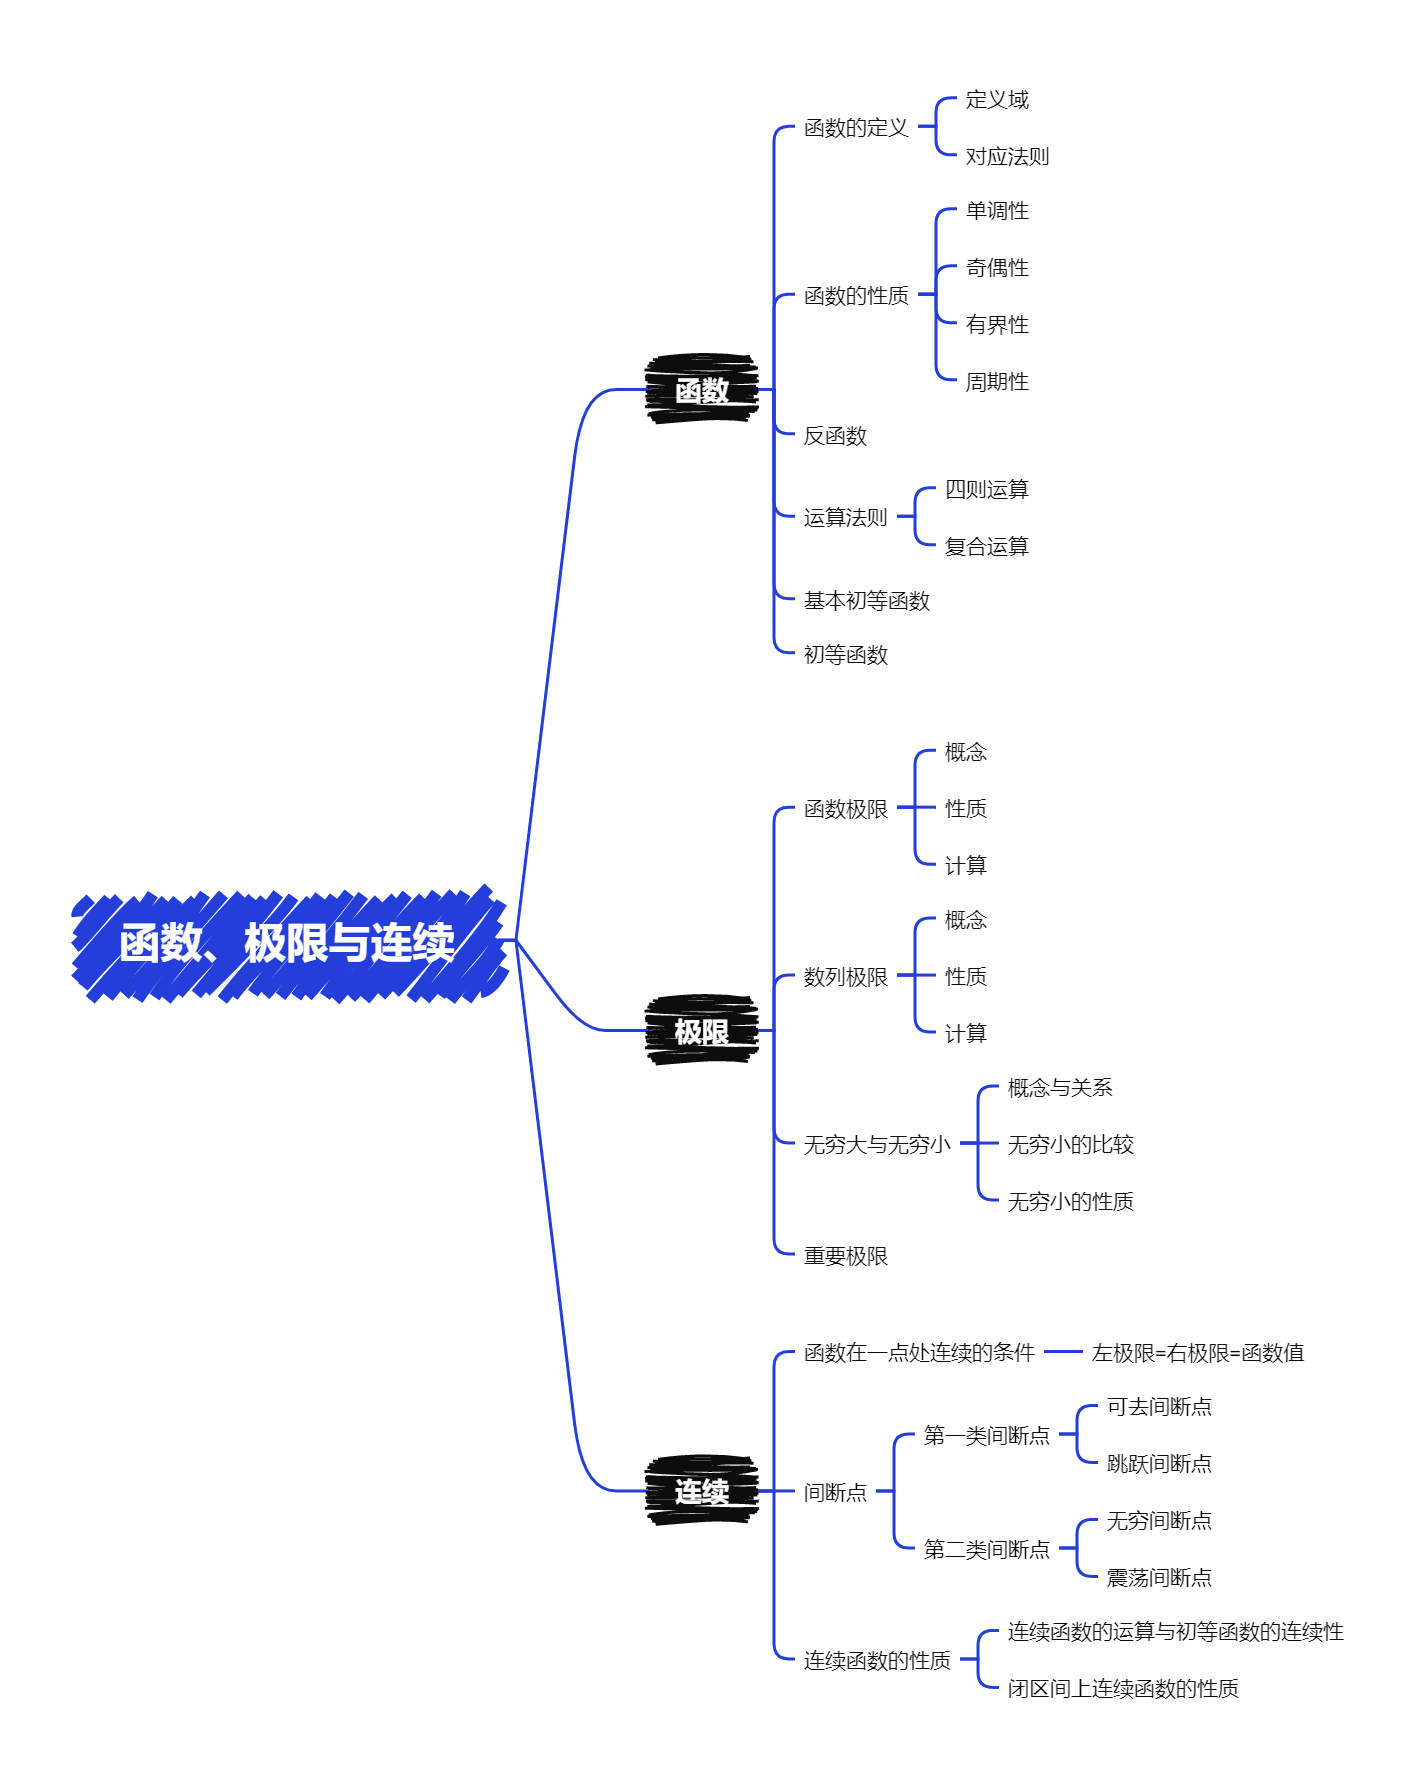 函数、极限与连续
函数
函数的定义
定义域
对应法则
函数的性质
单调性
奇偶性
有界性
周期性
反函数
运算法则
四则运算
复合运算
基本初等函数
初等函数
极限
函数极限
概念
性质
计算
数列极限
概念
性质
计算
无穷大与无穷小
概念与关系
无穷小的比较
无穷小的性质
重要极限
连续
函数在一点处连续的条件
左极限=右极限=函数值
间断点
第一类间断点
可去间断点
跳跃间断点
第二类间断点
无穷间断点
震荡间断点
连续函数的性质
连续函数的运算与初等函数的连续性
闭区间上连续函数的性质